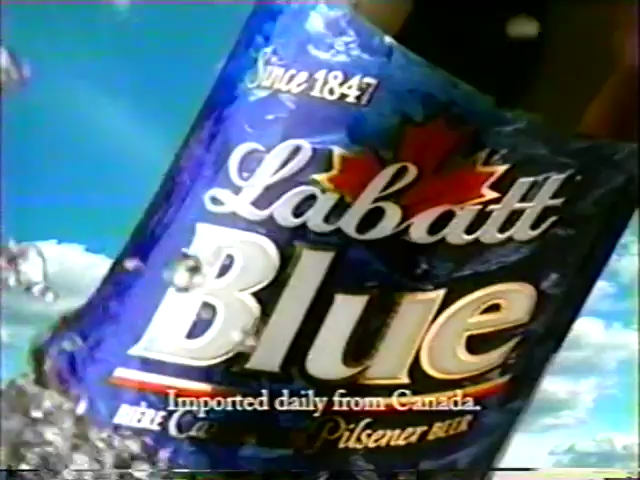 Since 1847
Labatt
Blue
Imported daily from Canada.
BIÈRE Pilsener BEER